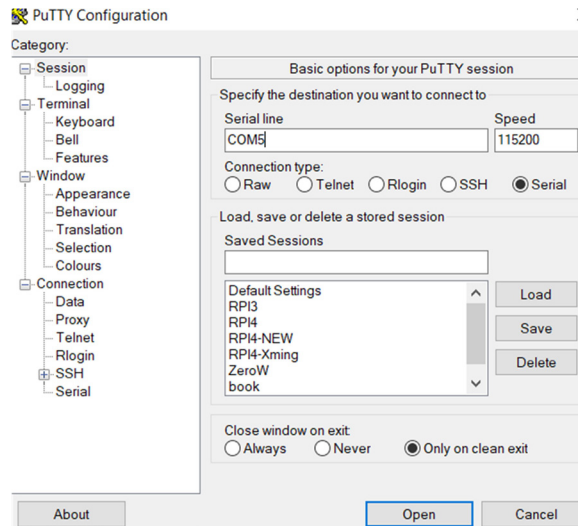 PuTTY Configuration
Category:
Session
Logging
Terminal
Keyboard
Bell
Features
Window
Appearance
Behaviour
Translation
Selection
Colours
Connection
Data
Proxy
Telnet
Rlogin
SSH
Serial
Basic options for your PuTTY session
Specify the destination you want to connect to
Serial line Speed
COM5 115200
Connection type:
Raw Telnet Rlogin SSH Serial
Load, save or delete a stored session
Saved Sessions
Default Settings
RPI3
RPI4
RPI4-NEW
RPI4-Xming
ZeroW
book
Load
Save
Delete
Close window on exit:
Always Never Only on clean exit
About Open Cancel